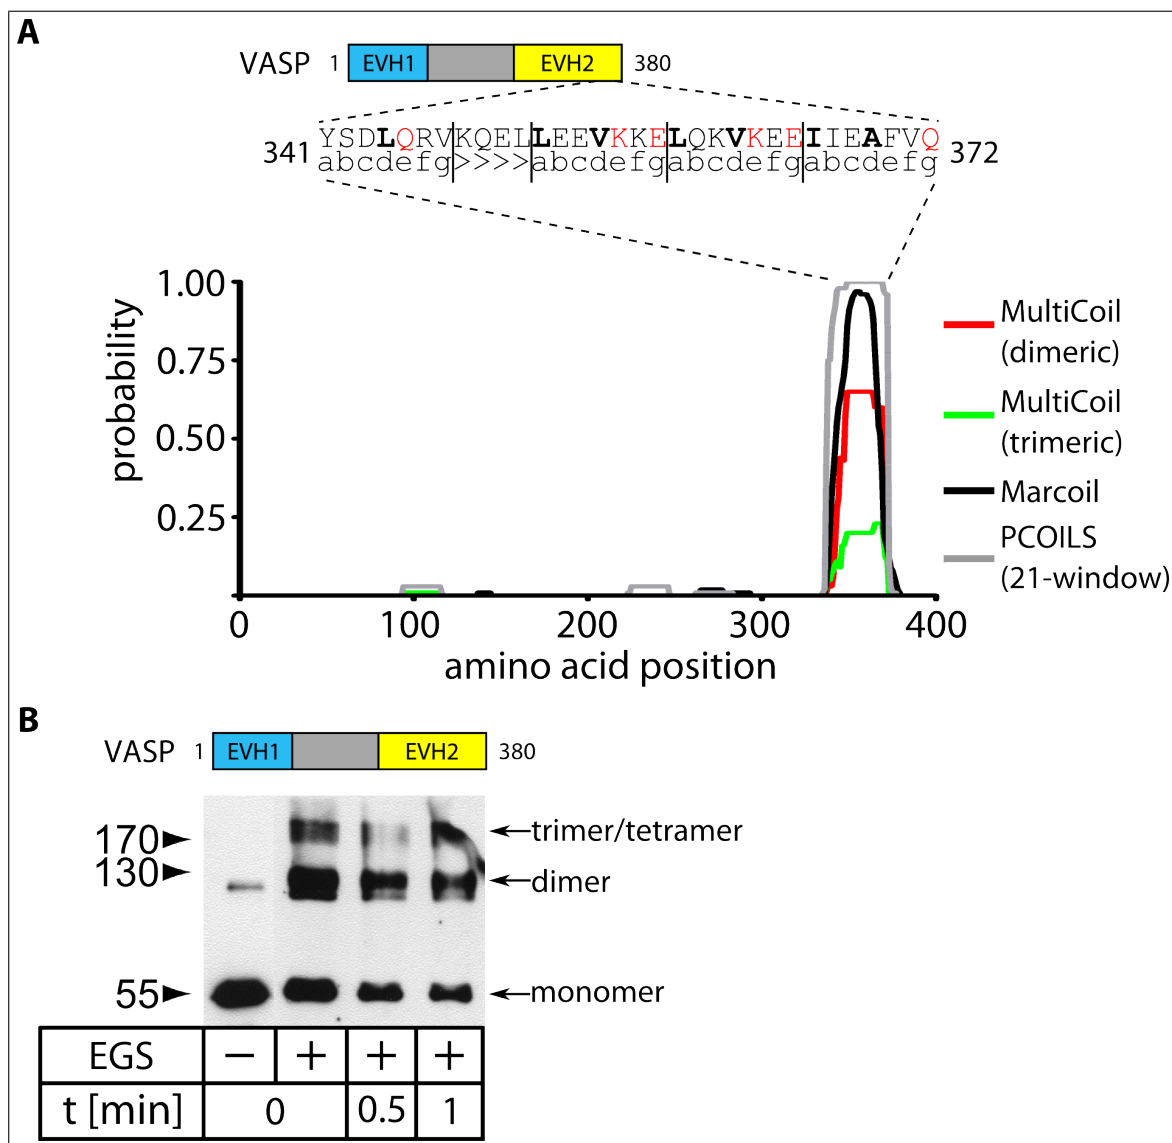 A
VASP 1 EVH1 EVH2 380
341 YSDLQRVKQELLEEVKKELQKVKEEIIEAFVQ 372
abcdefg>>>>abcdefgabcdefgabcdefg
1.00
0.75
0.50
0.25
probability
0 100 200 300 400
amino acid position
MultiCoil
(dimeric)
MultiCoil
(trimeric)
Marcoil
PCOILS
(21-window)
B
VASP 1 EVH1 EVH2 380
170
130
55
trimer/tetramer
dimer
monomer
EGS − + + +
t [min] 0 0.5 1